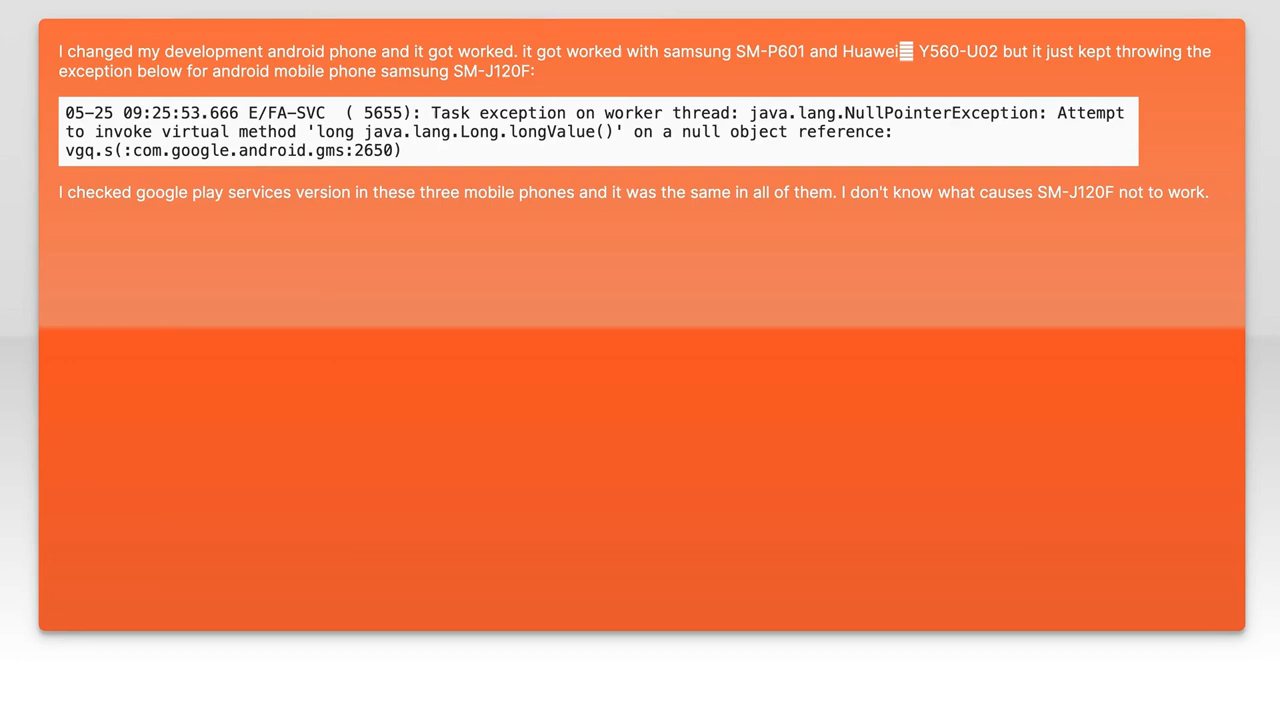 I changed my development android phone and it got worked. it got worked with samsung SM-P601 and Huawei Y560-U02 but it just kept throwing the
exception below for android mobile phone samsung SM-J120F:
05-25 09:25:53.666 E/FA-SVC  ( 5655): Task exception on worker thread: java.lang.NullPointerException: Attempt
to invoke virtual method 'long java.lang.Long.longValue()' on a null object reference:
vgq.s(:com.google.android.gms:2650)
I checked google play services version in these three mobile phones and it was the same in all of them. I don't know what causes SM-J120F not to work.